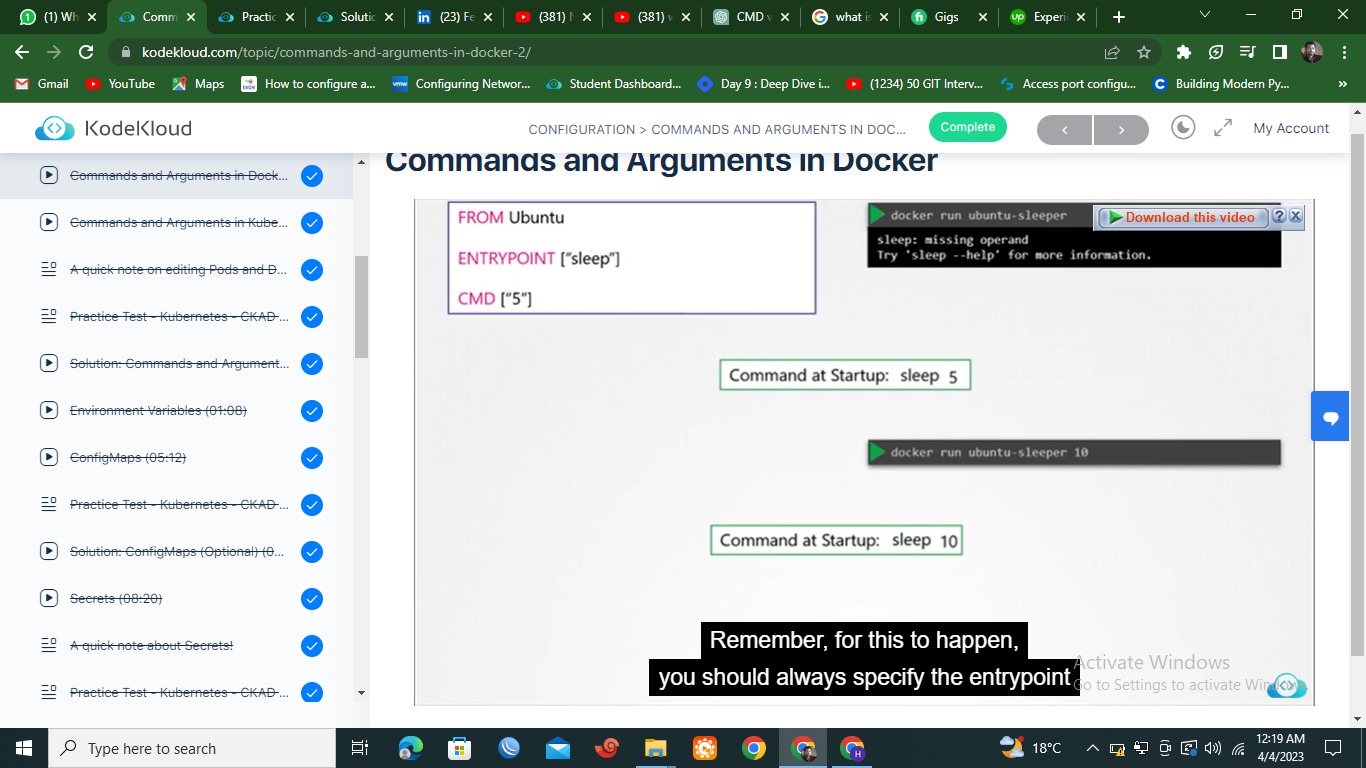 (1) Wh
Comm
Practic
Solutic
(23) Fe
(381) N
(381) v
CMD v
what is
Gigs
Experi
kodekloud.com/topic/commands-and-arguments-in-docker-2/
Gmail
YouTube
Maps
How to configure a...
Configuring Networ...
Student Dashboard...
Day 9 : Deep Dive i...
(1234) 50 GIT Interv...
Access port configu...
Building Modern Py...
»
KodeKloud
CONFIGURATION > COMMANDS AND ARGUMENTS IN DOC...
Complete
My Account
Commands and Arguments in Dock...
Commands and Arguments in Kube...
A quick note on editing Pods and D...
Practice Test - Kubernetes - CKAD ...
Solution: Commands and Argument...
Environment Variables (01:08)
ConfigMaps (05:12)
Practice Test - Kubernetes - CKAD ...
Solution: ConfigMaps (Optional) (0...
Secrets (08:20)
A quick note about Secrets!
Practice Test - Kubernetes - CKAD ...
Commands and Arguments in Docker
FROM Ubuntu
ENTRYPOINT ["sleep"]
CMD ["5"]
docker run ubuntu-sleeper
Download this video
?
X
sleep: missing operand
Try 'sleep --help' for more information.
Command at Startup: sleep 5
docker run ubuntu-sleeper 10
Command at Startup: sleep 10
Remember, for this to happen,
you should always specify the entrypoint
Activate Windows
Go to Settings to activate Windows.
Type here to search
18°C
12:19 AM
4/4/2023